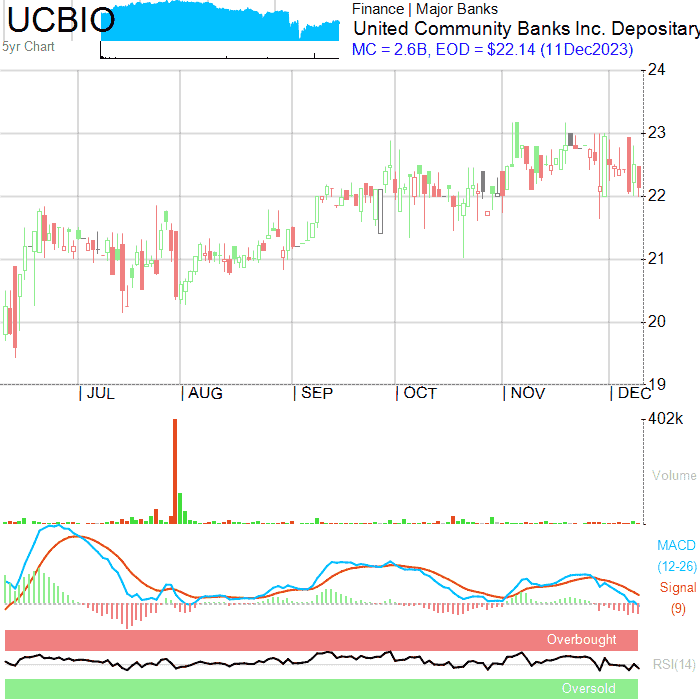 UCBIO
5yr Chart
Finance | Major Banks
United Community Banks Inc. Depositary
MC = 2.6B, EOD = $22.14 (11Dec2023)
24
23
22
21
20
19
| JUL | AUG | SEP | OCT | NOV | DEC
402k
Volume
MACD
(12-26)
Signal
(9)
Overbought
RSI(14)
Oversold